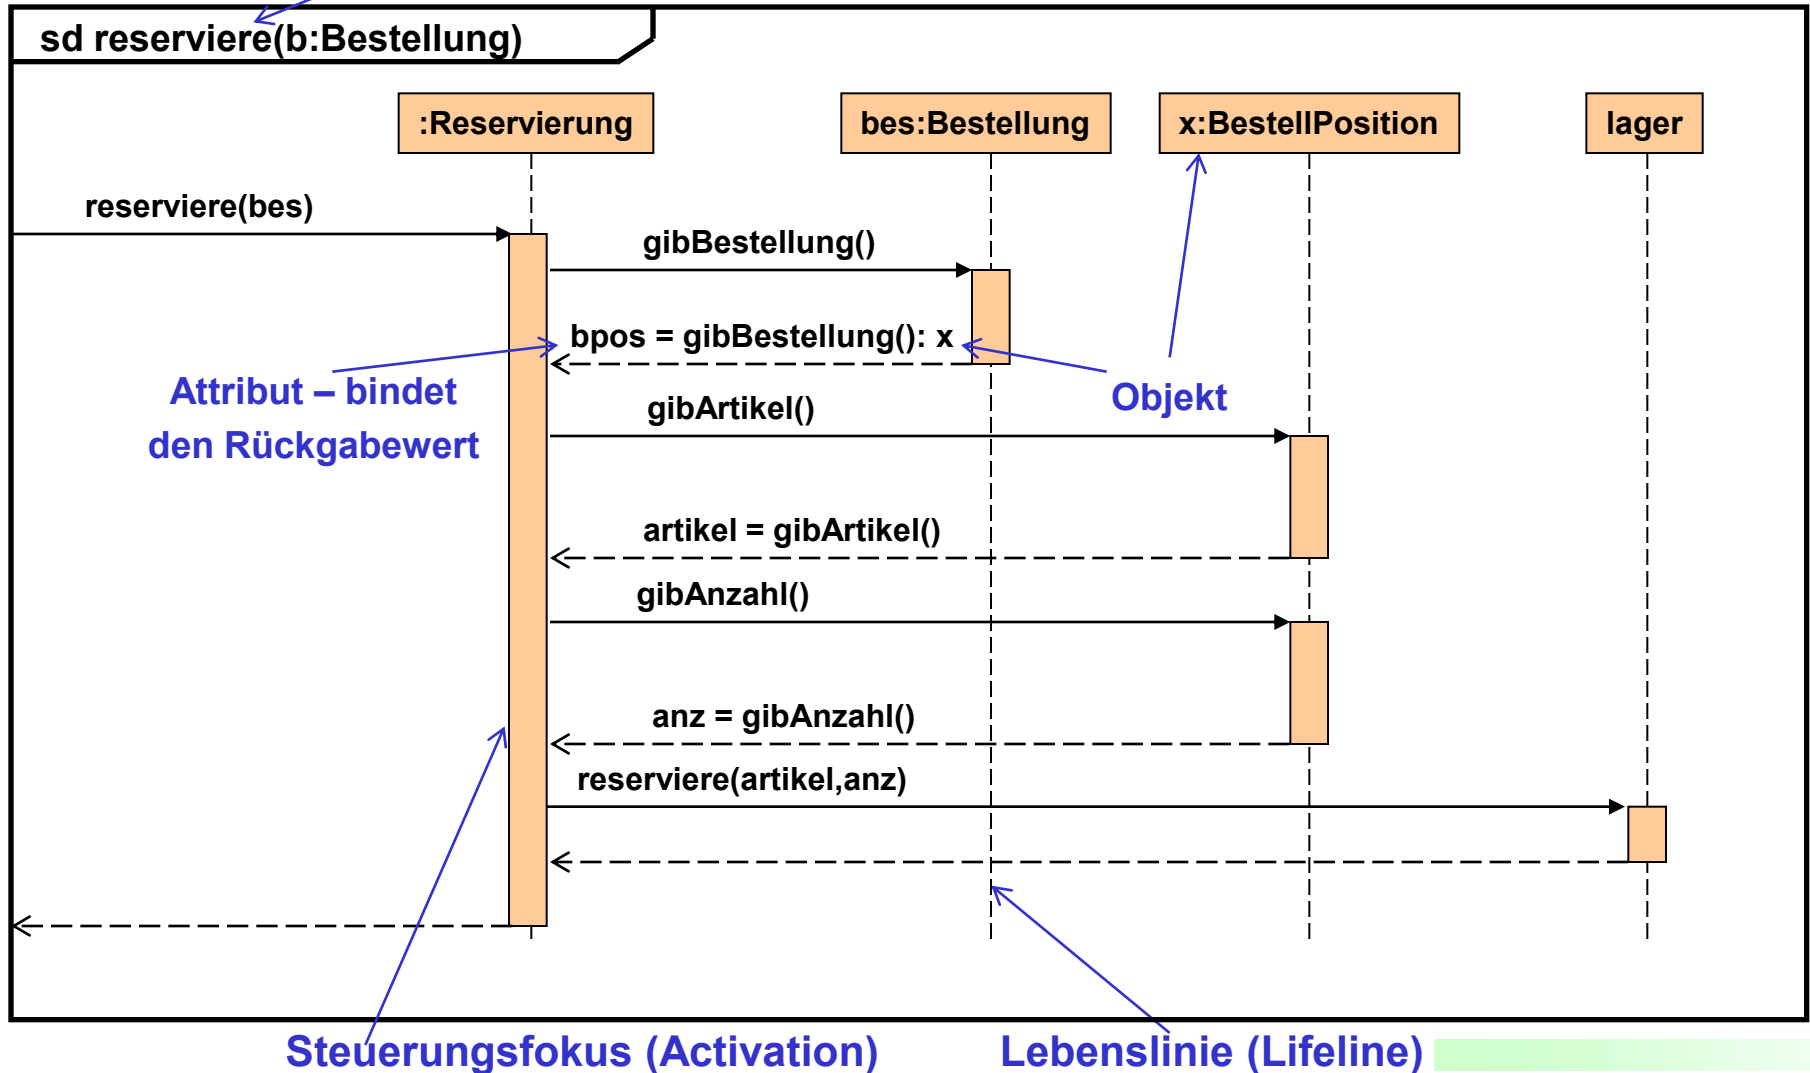 sd reserviere(b:Bestellung)
:Reservierung
bes:Bestellung
x:BestellPosition
lager
reserviere(bes)
gibBestellung()
bpos = gibBestellung(): x
Attribut – bindet
den Rückgabewert
Objekt
gibArtikel()
artikel = gibArtikel()
gibAnzahl()
anz = gibAnzahl()
reserviere(artikel,anz)
Steuerungsfokus (Activation)
Lebenslinie (Lifeline)